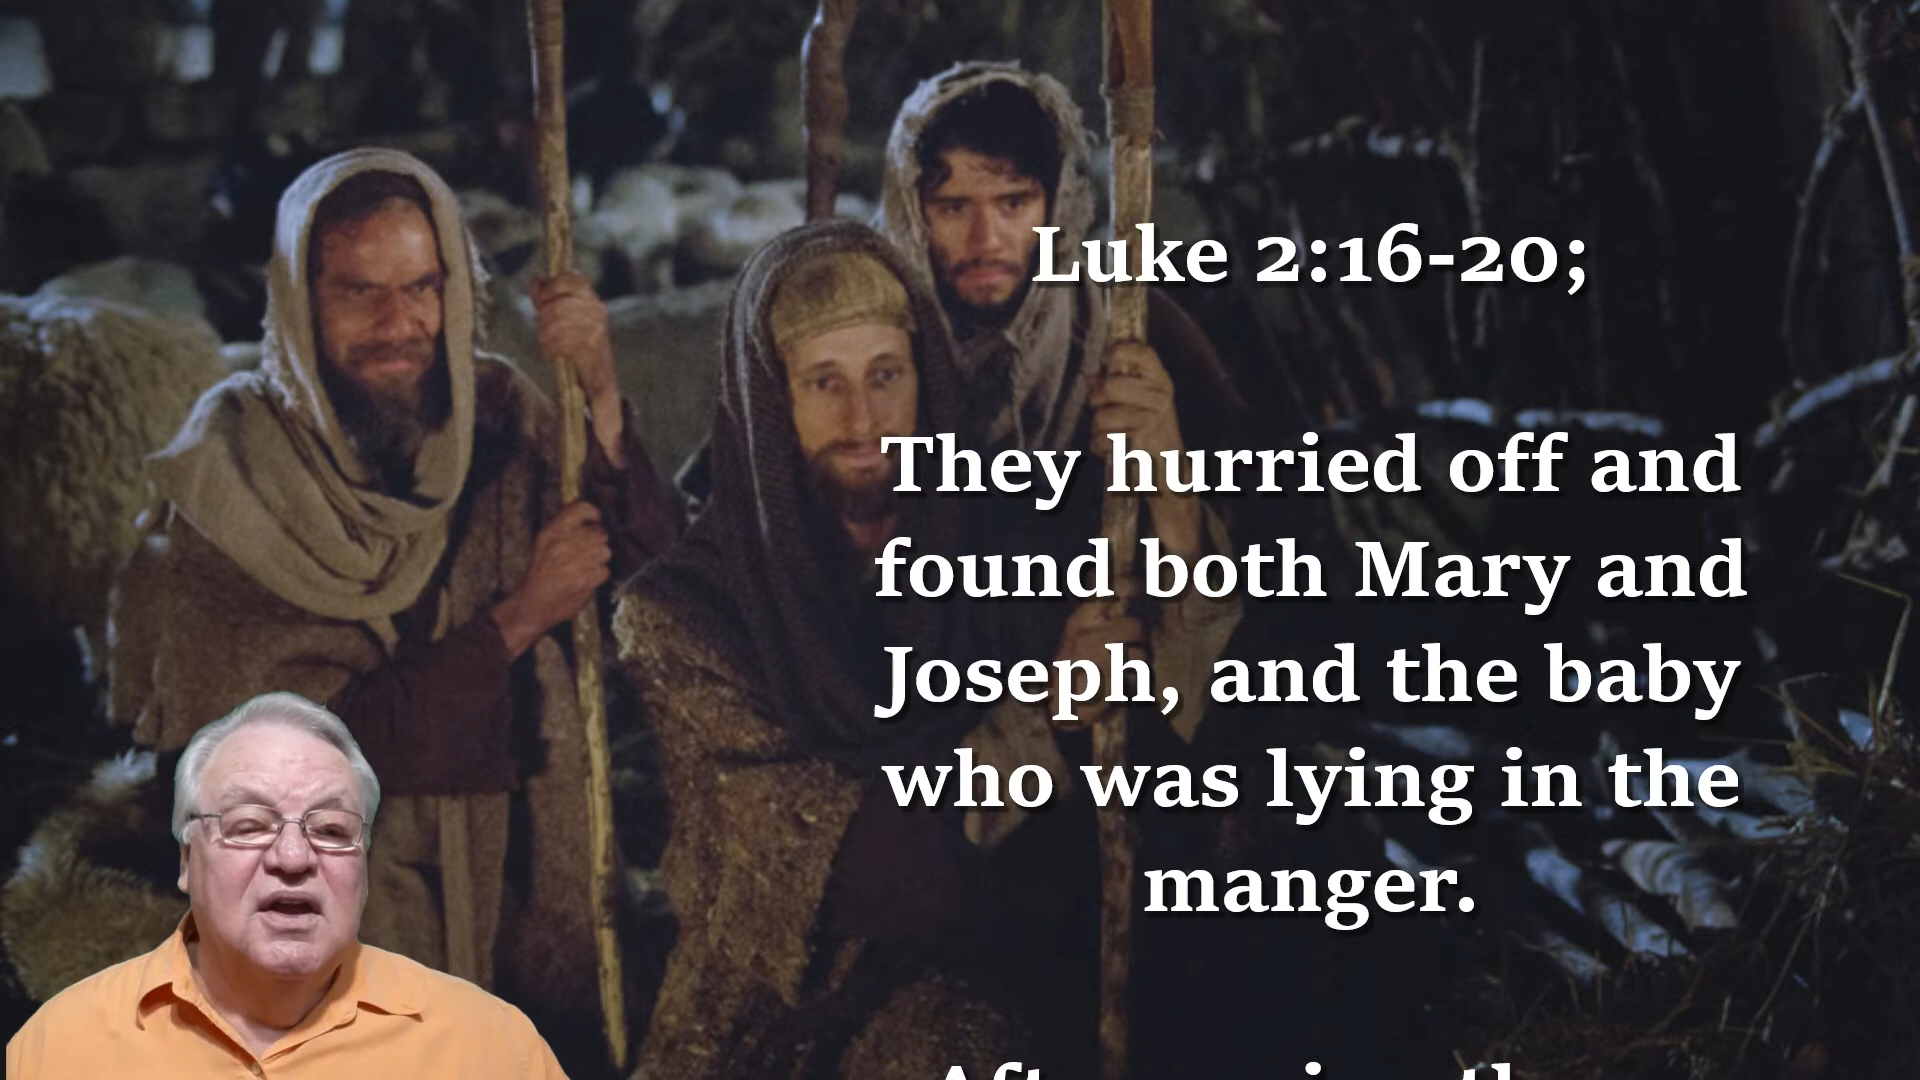 Luke 2:16-20;
They hurried off and
found both Mary and
Joseph, and the baby
who was lying in the
manger.